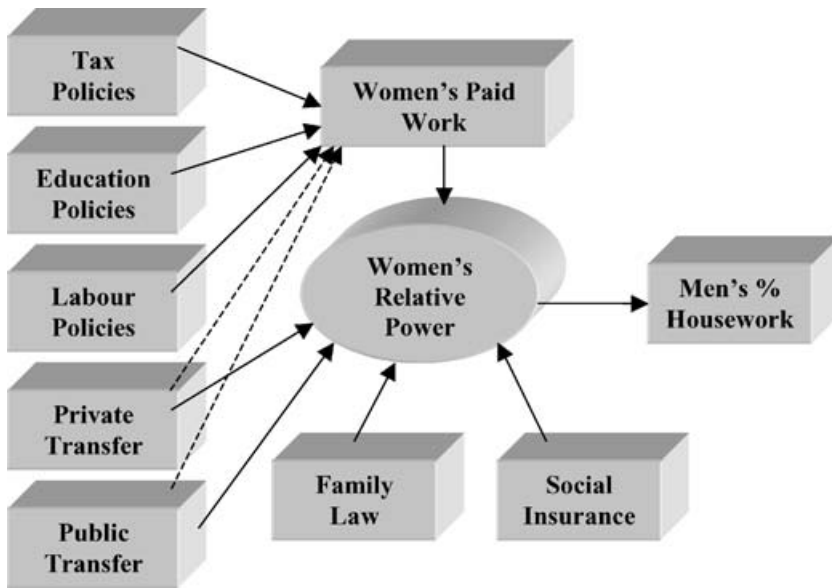 Tax
Policies
Women's Paid
Work
Education
Policies
Women's
Relative
Power
Labour
Policies
Men's %
Housework
Private
Transfer
Family
Law
Social
Insurance
Public
Transfer